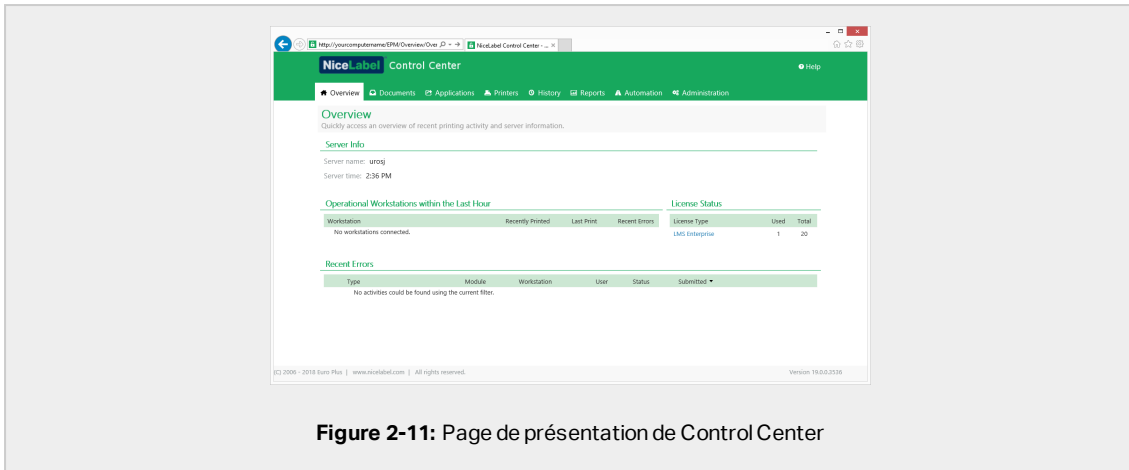 http://yourcomputername/EPM/Overview/Over
NiceLabel Control Center - ...
NiceLabel Control Center
Help
Overview Documents Applications Printers History Reports Automation Administration
Overview
Quickly access an overview of recent printing activity and server information.
Server Info
Server name: urosj
Server time: 2:36 PM
Operational Workstations within the Last Hour
Workstation Recently Printed Last Print Recent Errors
No workstations connected.
License Status
License Type Used Total
LMS Enterprise 1 20
Recent Errors
Type Module Workstation User Status Submitted
No activities could be found using the current filter.
(C) 2006 - 2018 Euro Plus | www.nicelabel.com | All rights reserved.
Version 19.0.0.2536
Figure 2-11: Page de présentation de Control Center